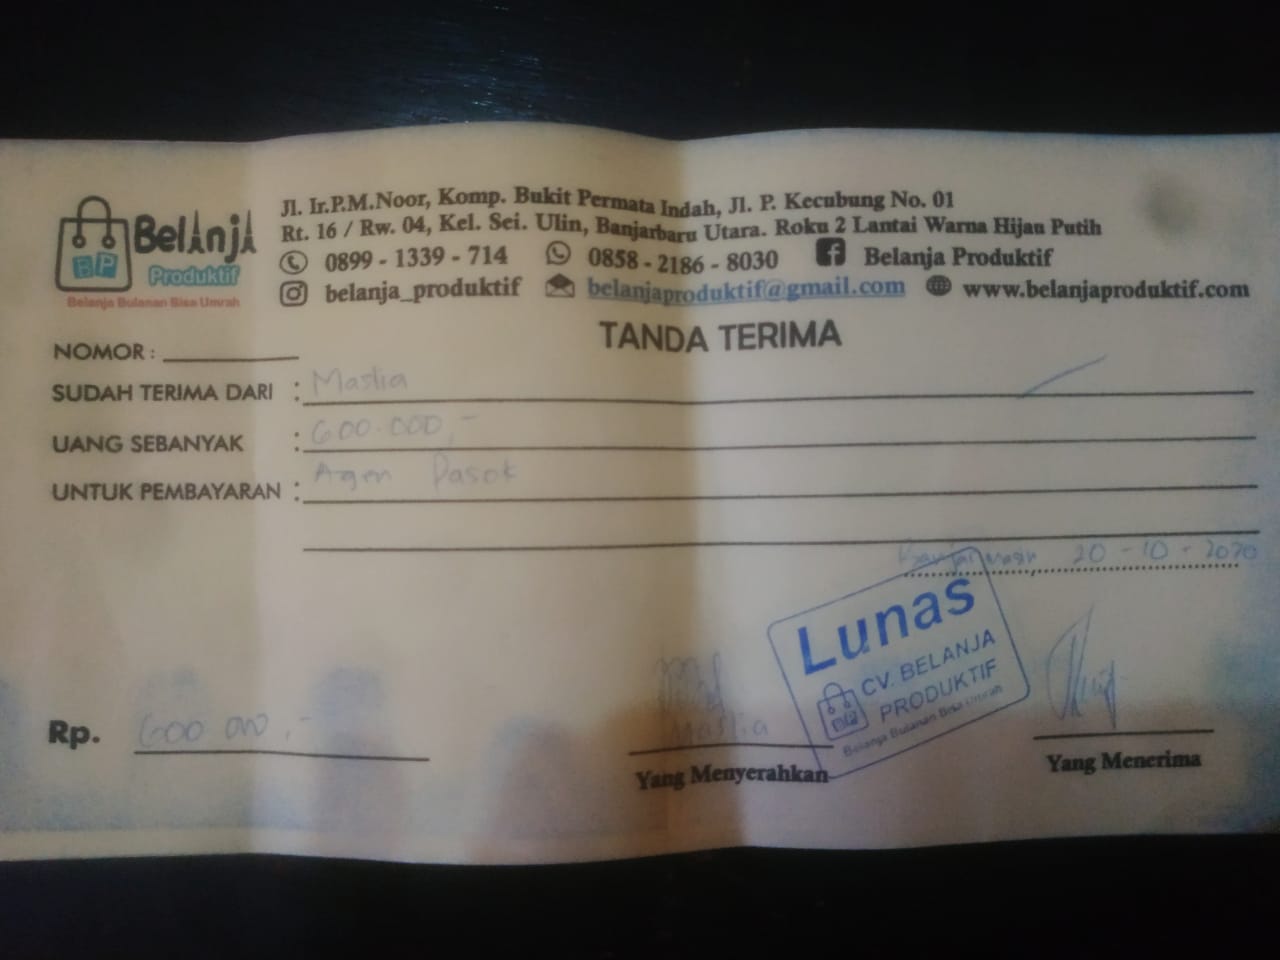 Belanja
BP
Produktif
Belanja Bulanan Bisa Umrah
Jl. Ir.P.M.Noor, Komp. Bukit Permata Indah, Jl. P. Kecubung No. 01
Rt. 16 / Rw. 04, Kel. Sei. Ulin, Banjarbaru Utara. Roku 2 Lantai Warna Hijau Putih
0899 - 1339 - 714 0858 - 2186 - 8030 Belanja Produktif
belanja_produktif belanjaproduktif@gmail.com www.belanjaproduktif.com
TANDA TERIMA
NOMOR :
SUDAH TERIMA DARI : Maslia
UANG SEBANYAK : 600.000,-
UNTUK PEMBAYARAN : Agen Pasok
Banjarmasin, 20 - 10 - 2020
Lunas
CV. BELANJA
PRODUKTIF
BP
Belanja Bulanan Bisa Umrah
Rp. 600 000,-
Maslia
Yang Menyerahkan
Yang Menerima